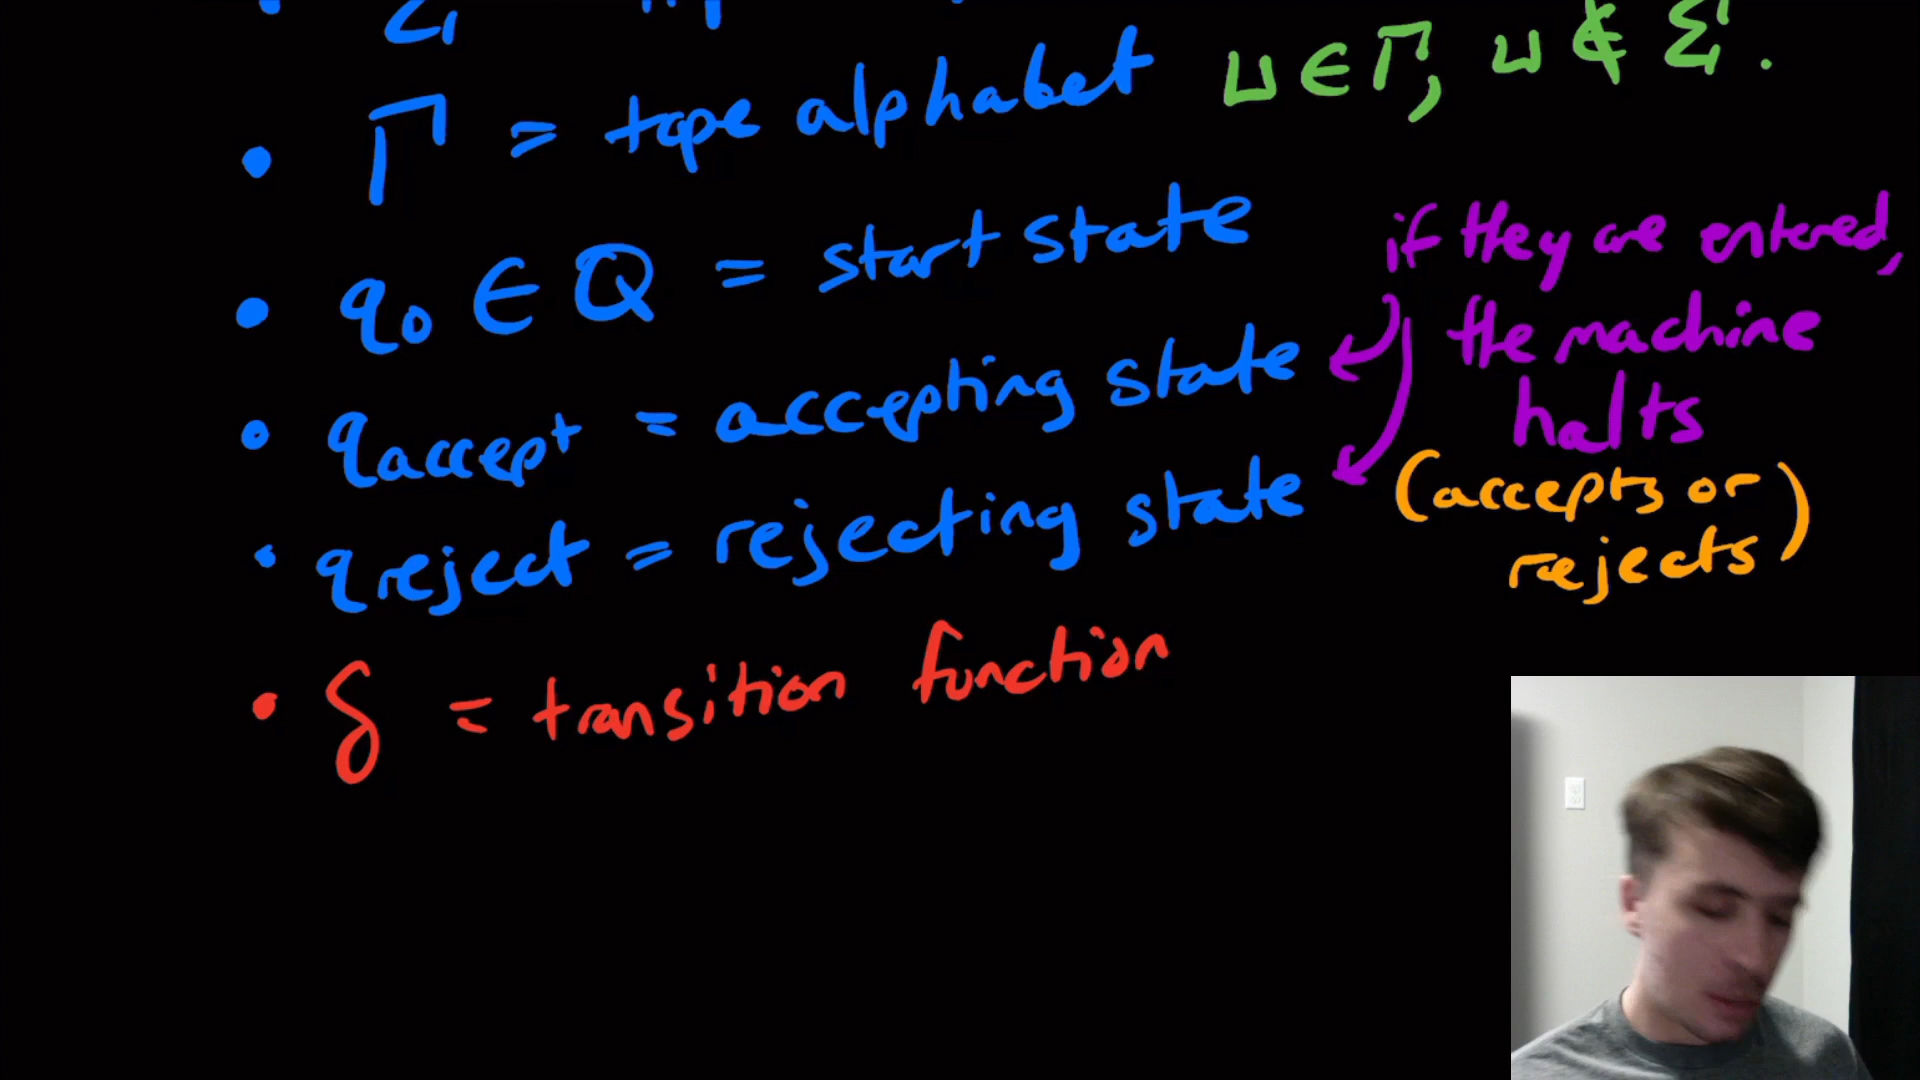 • Σ
• Γ = tape alphabet ⊔ ∈ Γ, ⊔ ∉ Σ.
• q0 ∈ Q = start state
• qaccept = accepting state
• qreject = rejecting state
if they are entered,
the machine
halts
(accepts or
rejects)
• δ = transition function